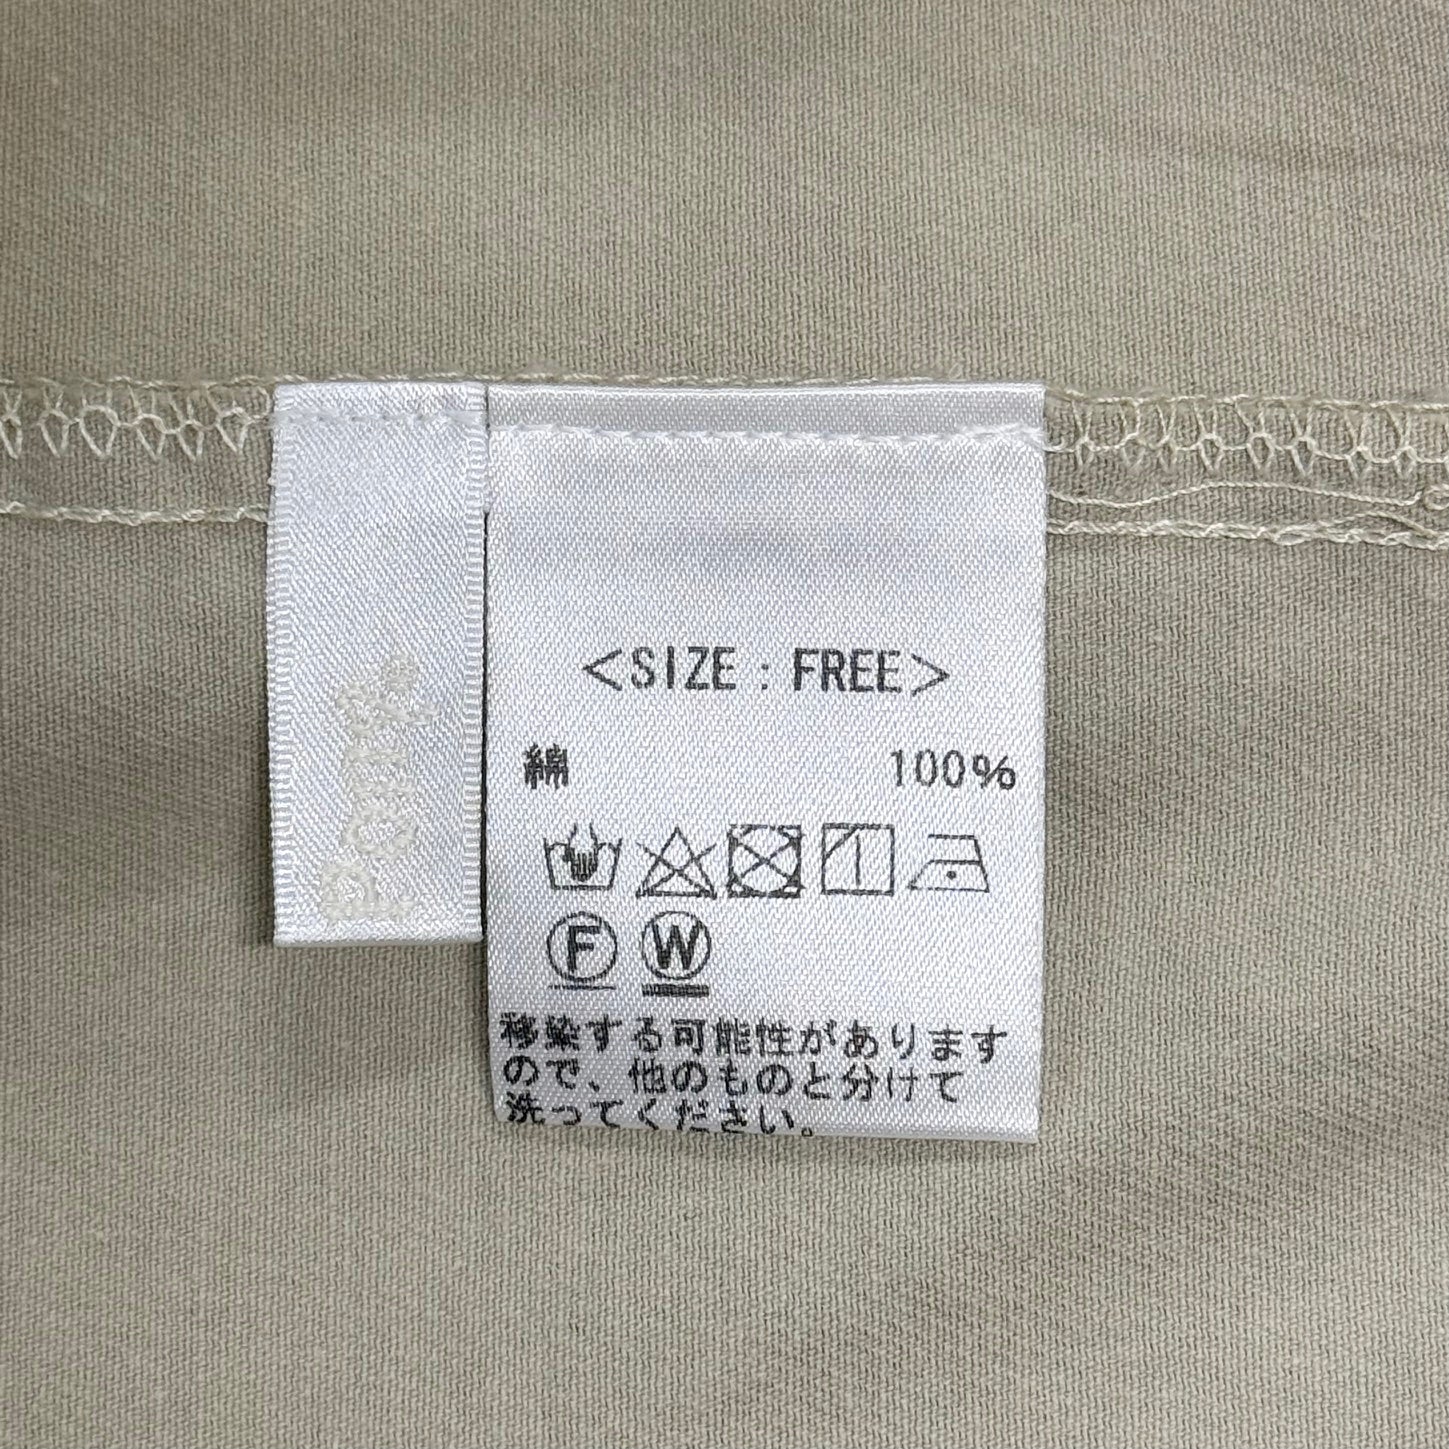 Pont.
<SIZE : FREE>
綿 100%
F W
移染する可能性があります
ので、他のものと分けて
洗ってください。